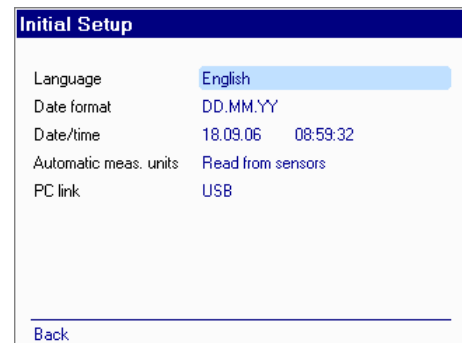 Initial Setup
Language English
Date format DD.MM.YY
Date/time 18.09.06 08:59:32
Automatic meas. units Read from sensors
PC link USB
Back